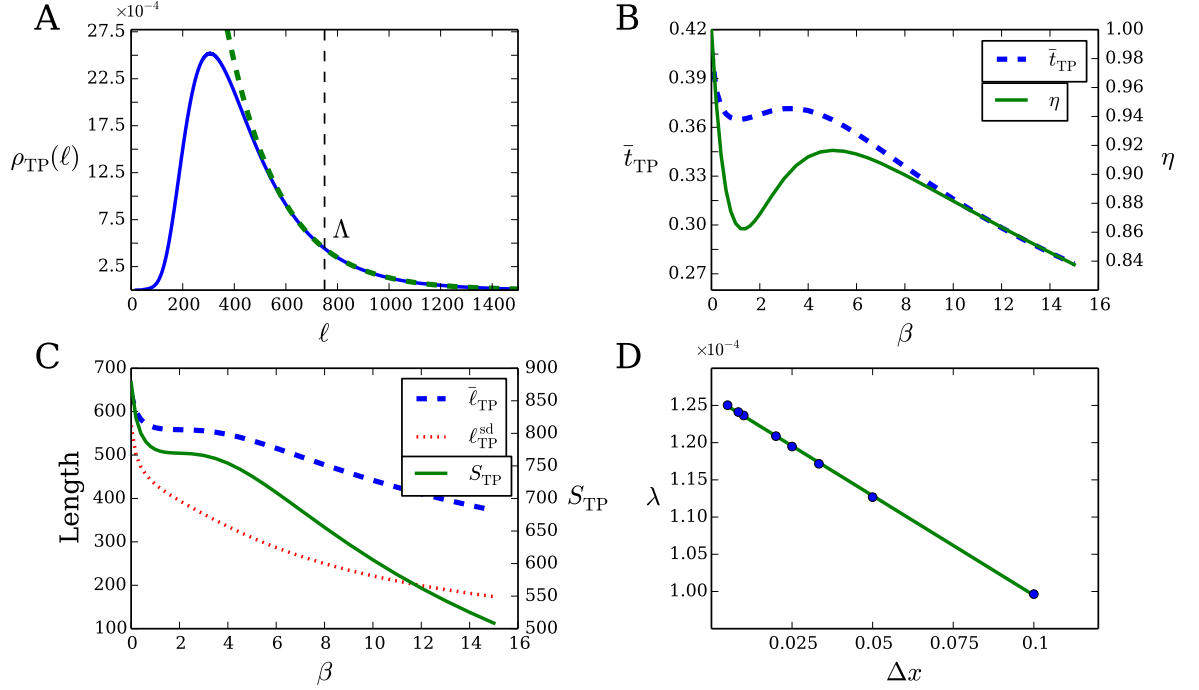 A
×10⁻⁴
27.5
22.5
17.5
12.5
7.5
2.5
ρ_TP(ℓ)
Λ
0 200 400 600 800 1000 1200 1400
ℓ
B
0.42
0.39
0.36
0.33
0.30
0.27
t̄_TP
t̄_TP
η
1.00
0.98
0.96
0.94
0.92
0.90
0.88
0.86
0.84
η
0 2 4 6 8 10 12 14 16
β
C
700
600
500
400
300
200
100
Length
ℓ̄_TP
ℓ_TP^sd
S_TP
900
850
800
750
700
650
600
550
500
S_TP
0 2 4 6 8 10 12 14 16
β
D
×10⁻⁴
1.25
1.20
1.15
1.10
1.05
1.00
λ
0.025 0.05 0.075 0.1
Δx